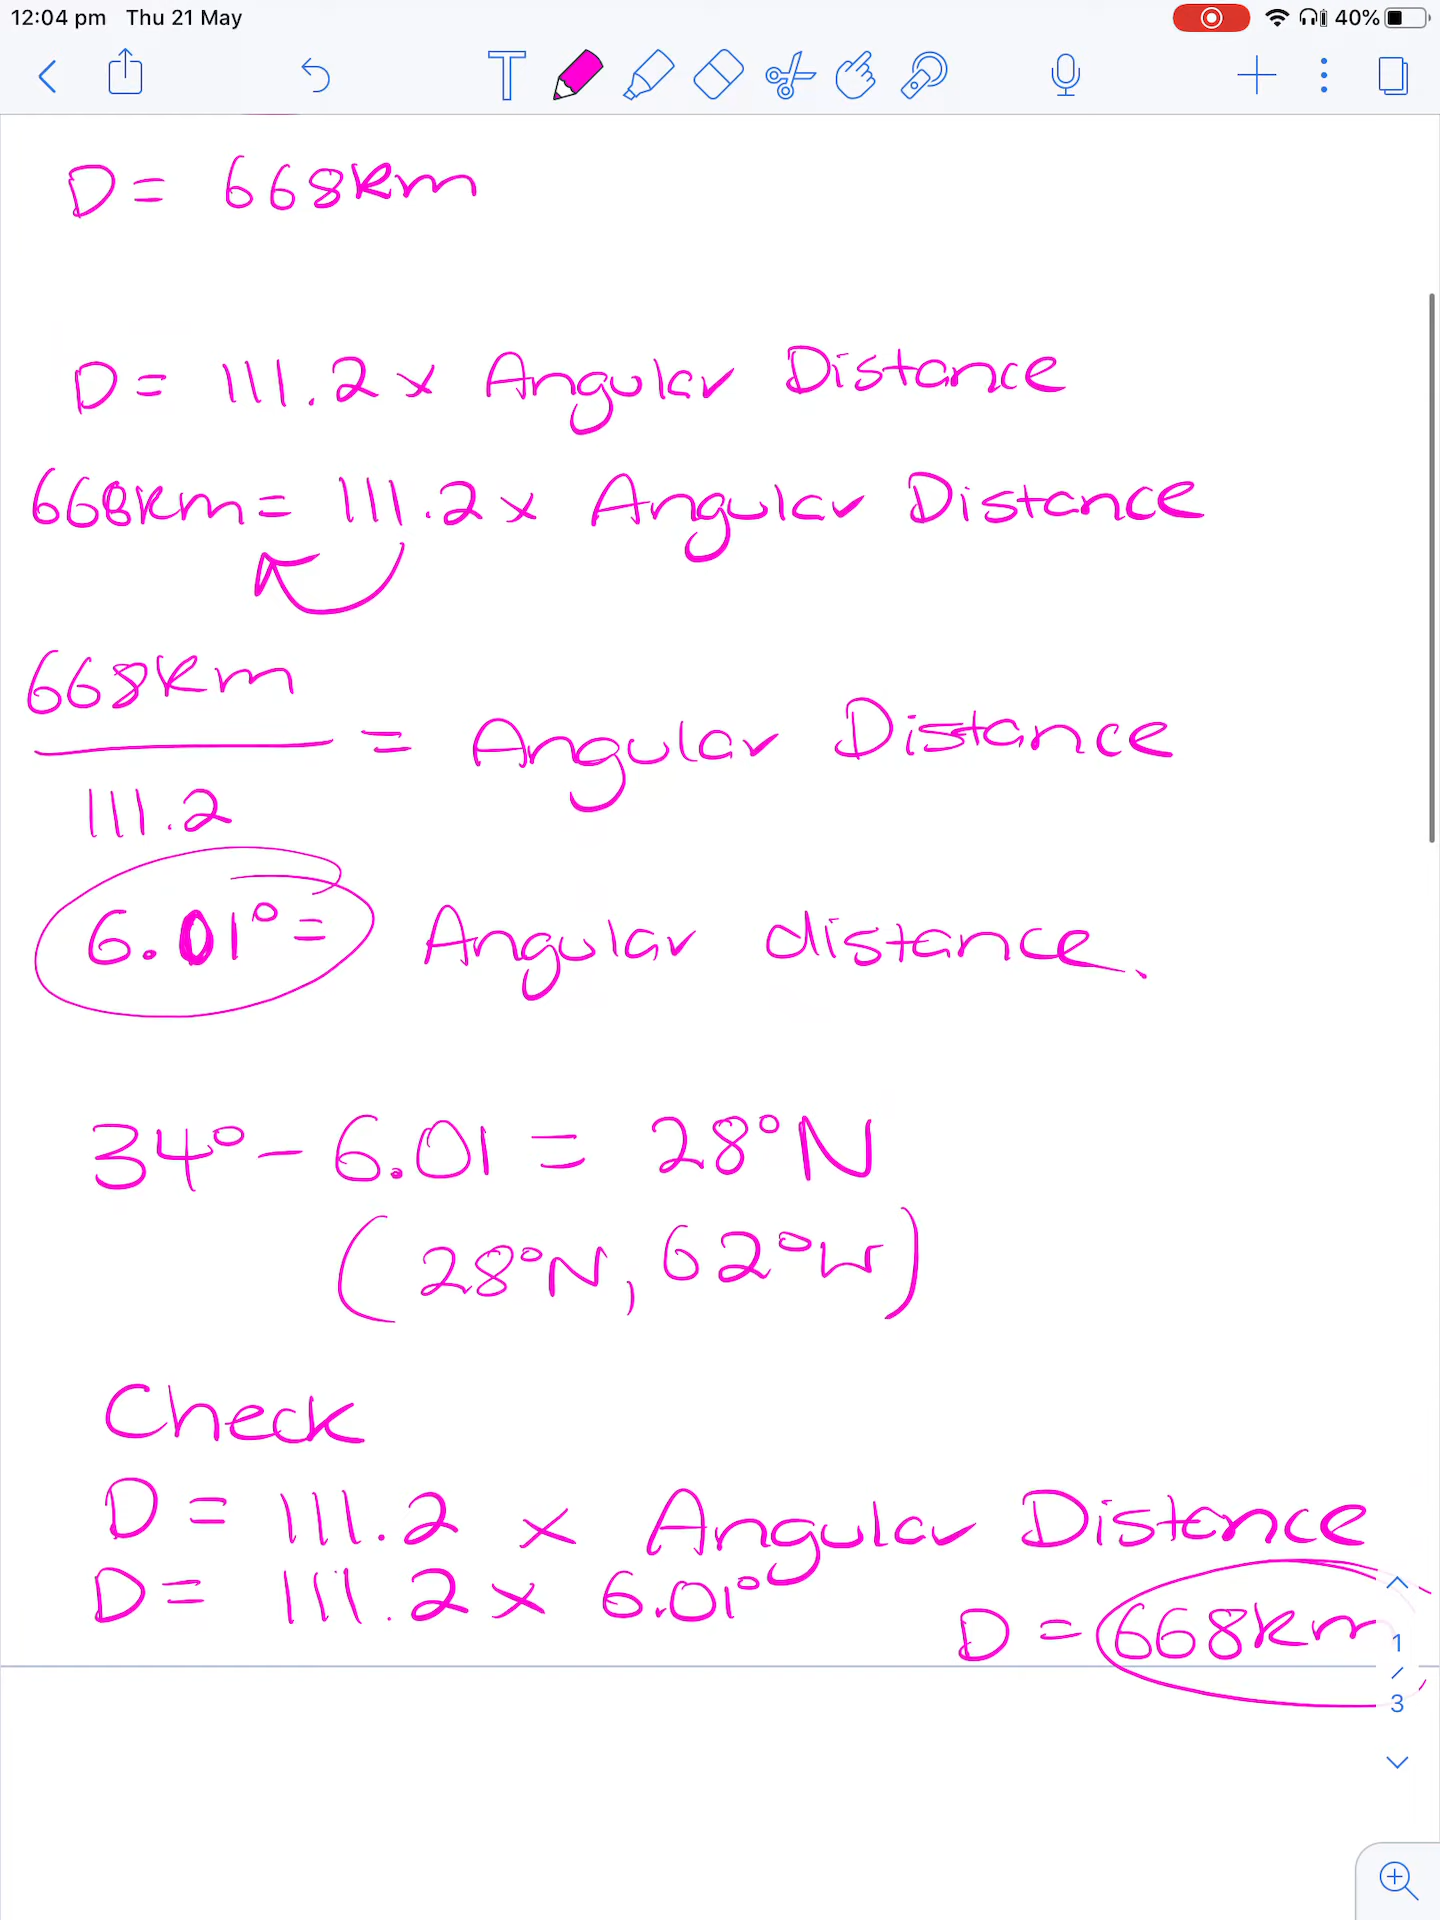 12:04 pm Thu 21 May 40%
T
D = 668km
D = 111.2 x Angular Distance
668km = 111.2 x Angular Distance
668km
= Angular Distance
111.2
6.01° = Angular distance.
34° - 6.01 = 28°N
(28°N, 62°W)
Check
D = 111.2 x Angular Distance
D = 111.2 x 6.01°
D = 668km
1
/
3